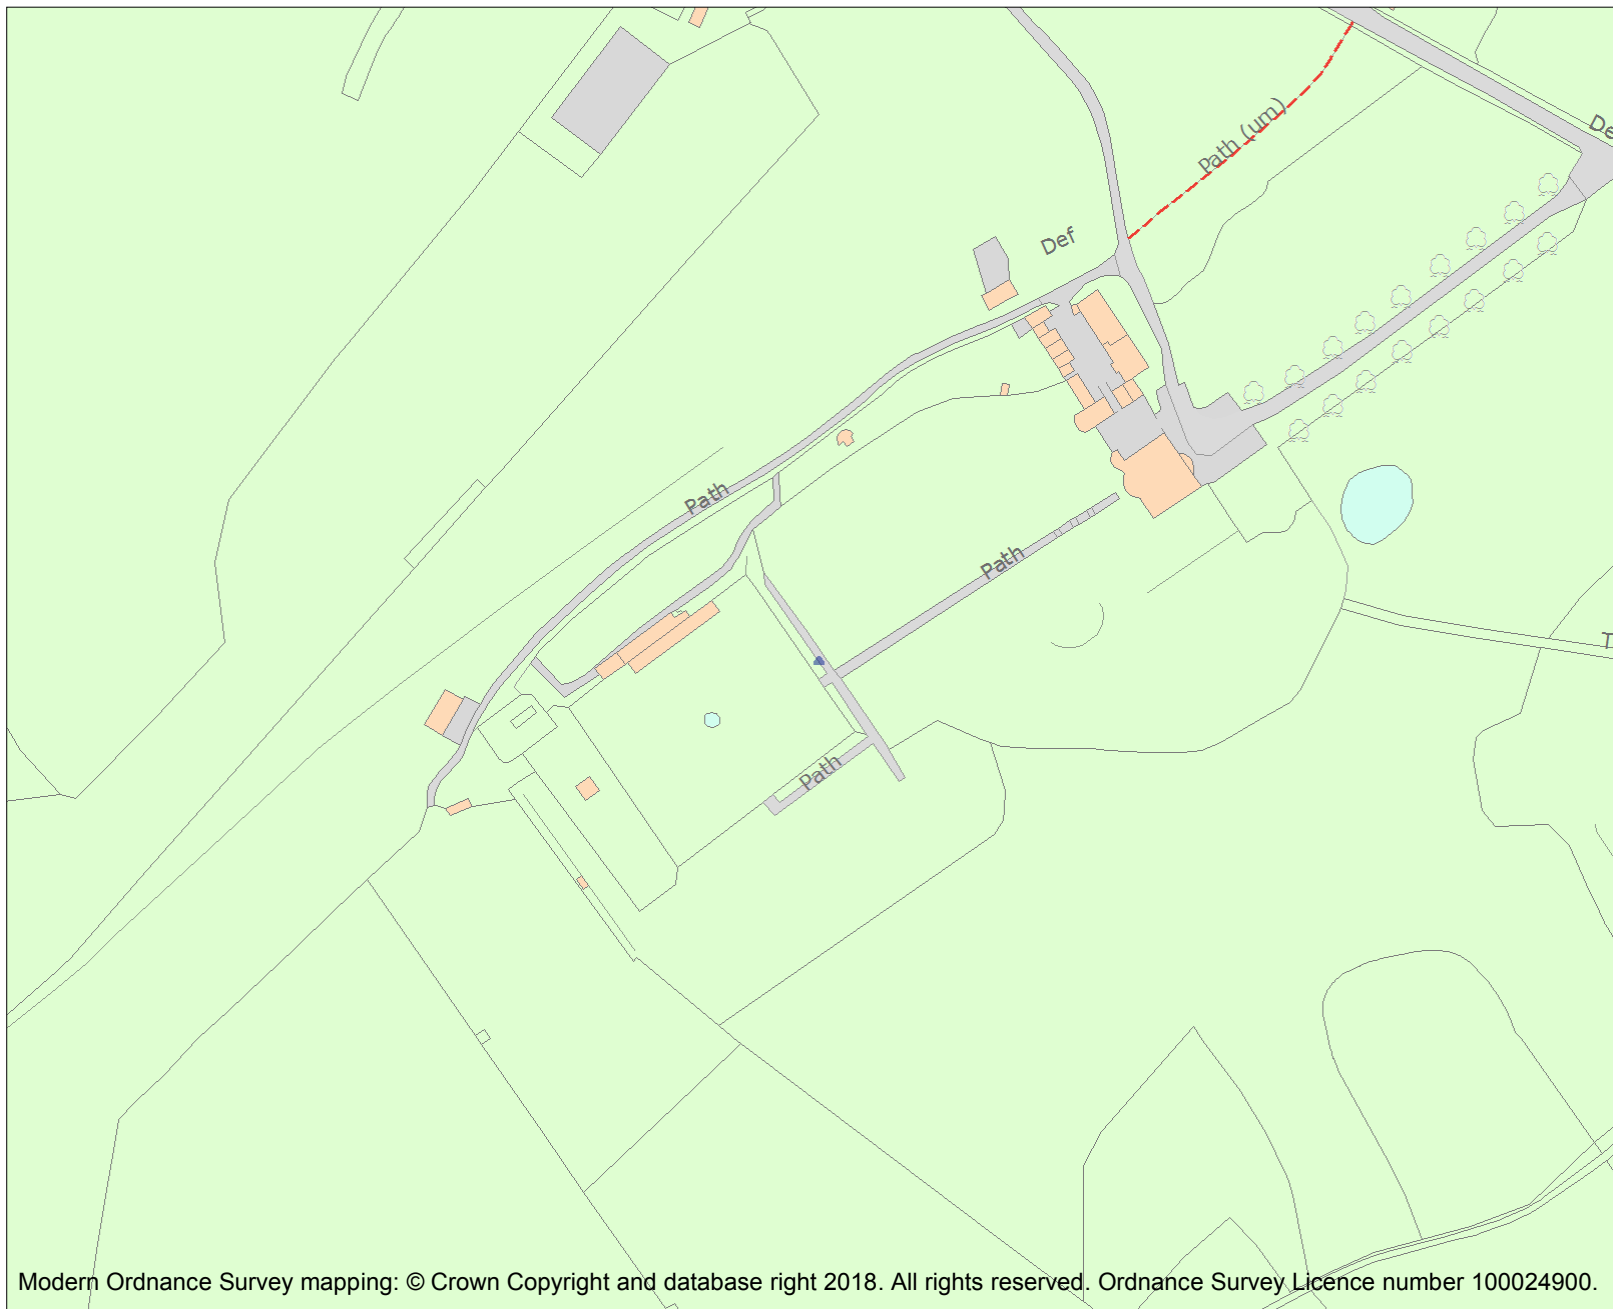 De
Path (um)
Def
Path
Path
T
Path
Modern Ordnance Survey mapping: © Crown Copyright and database right 2018. All rights reserved. Ordnance Survey Licence number 100024900.